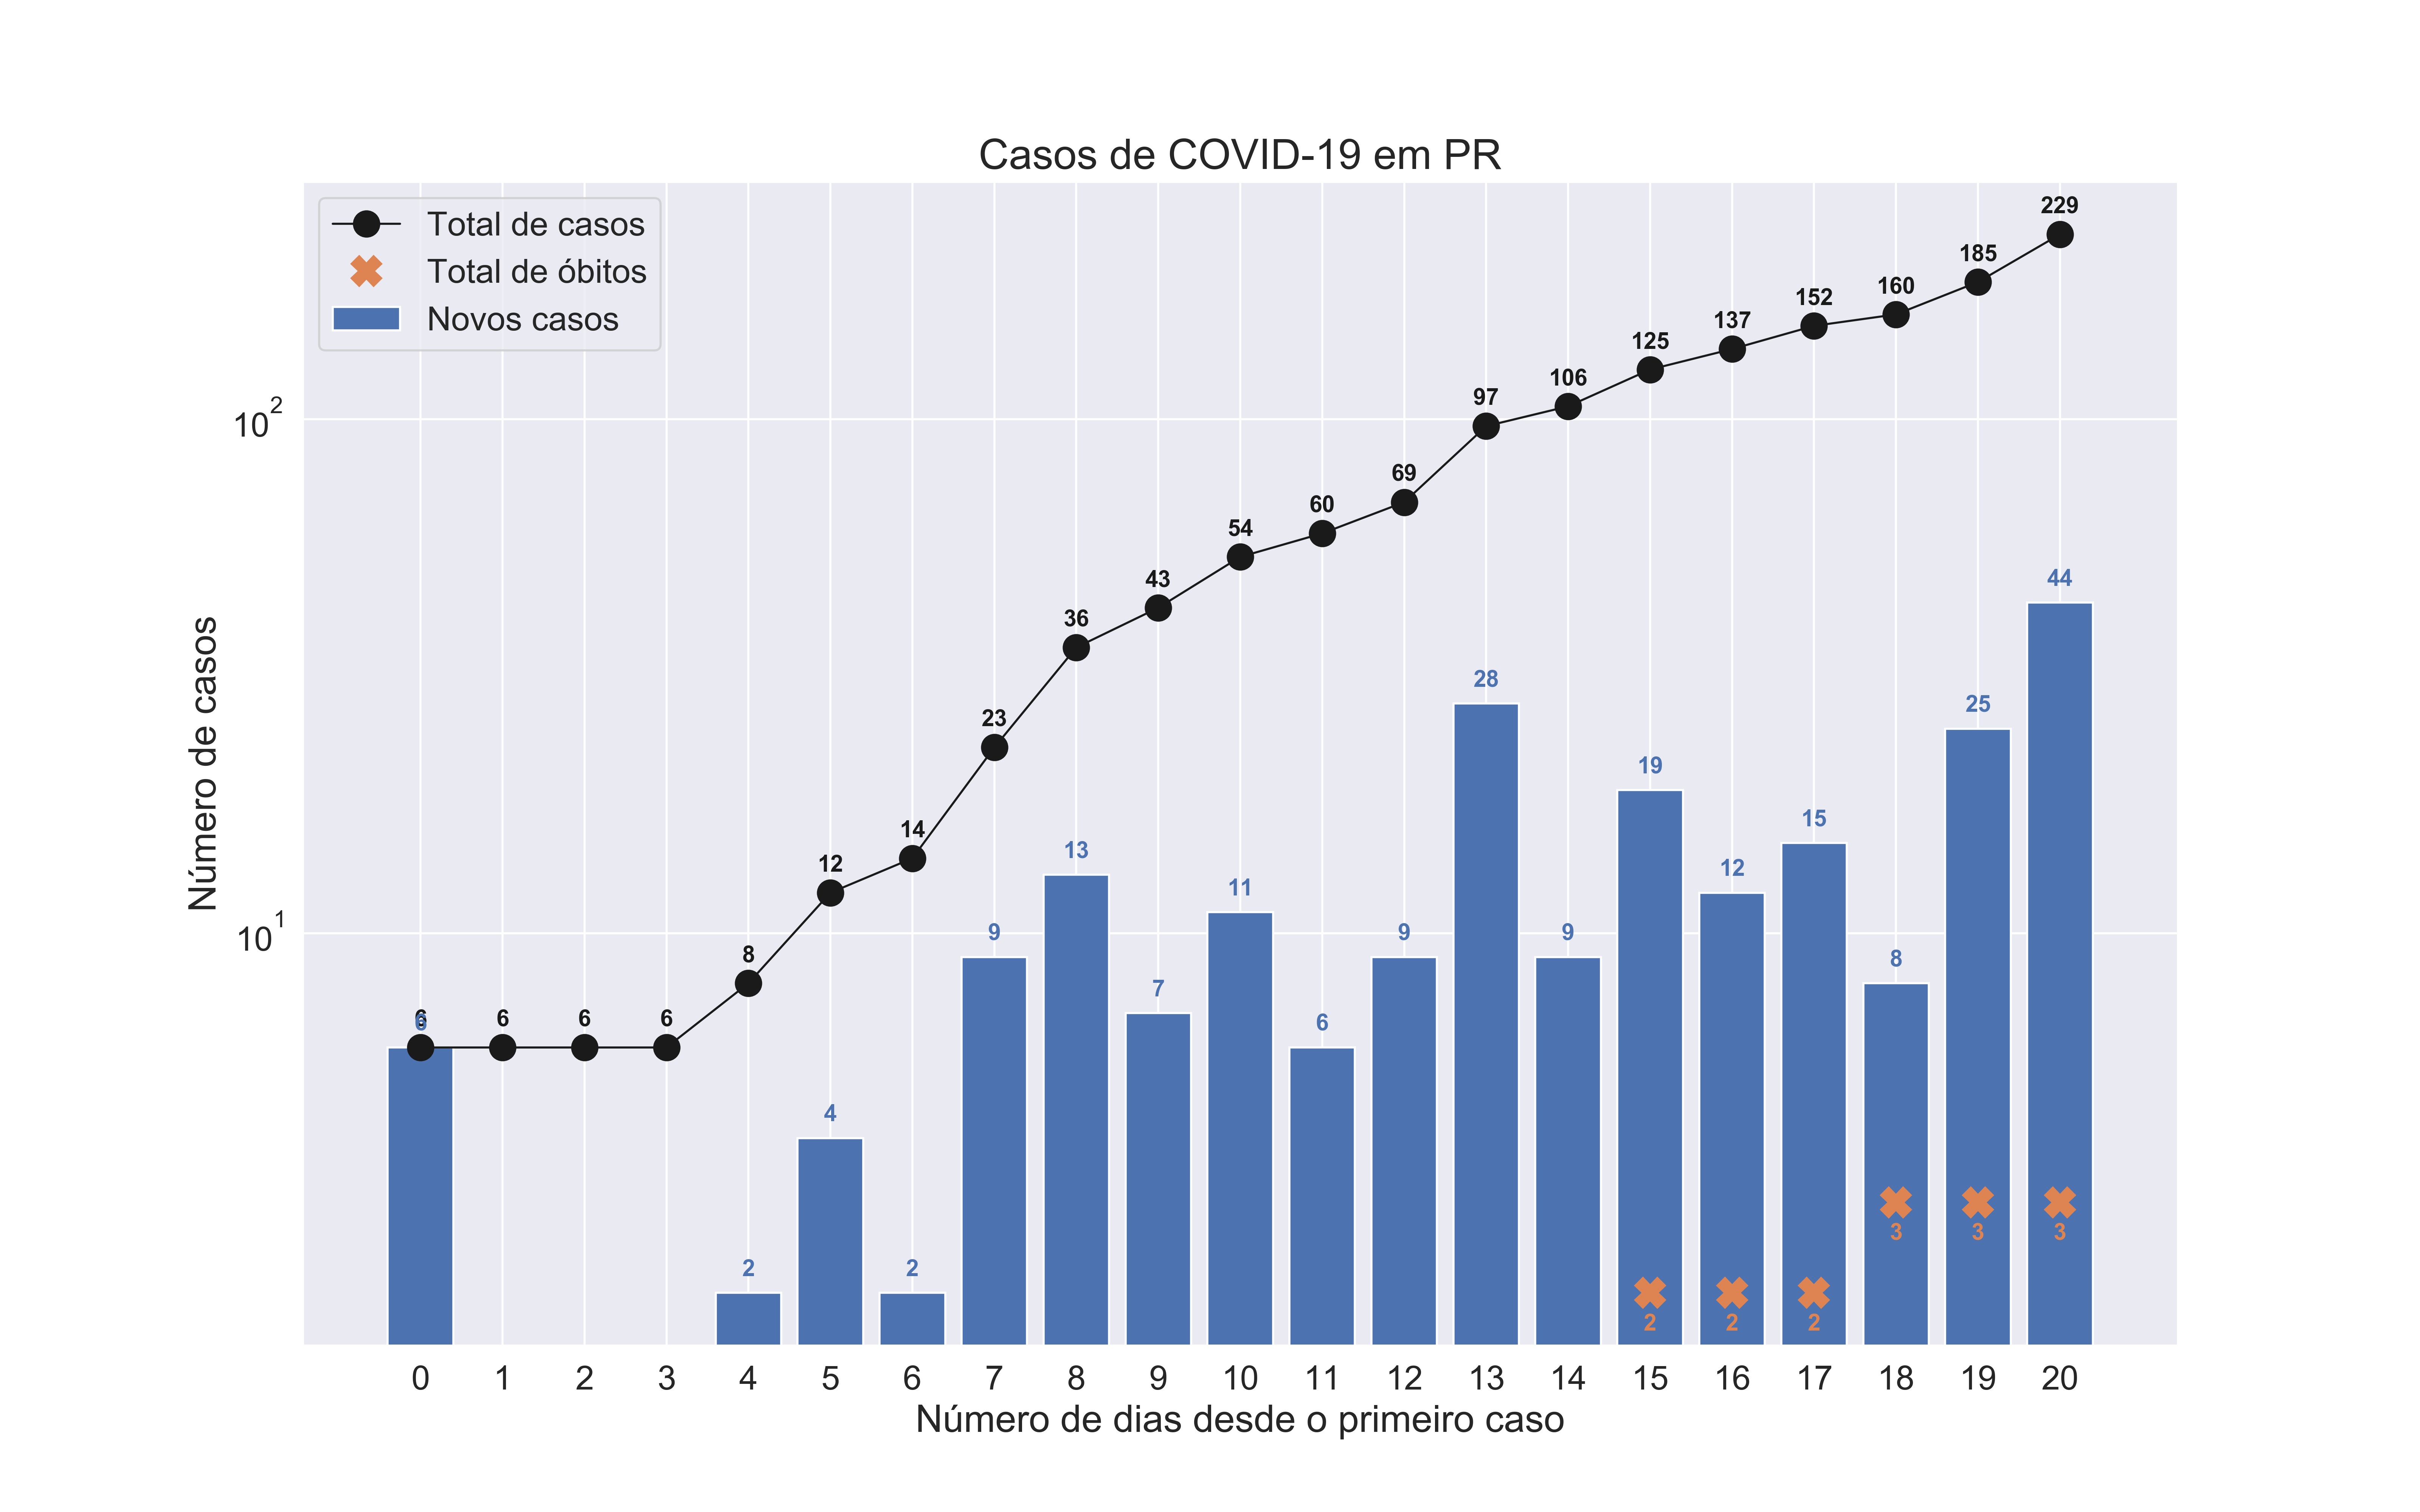 Casos de COVID-19 em PR
Total de casos
Total de óbitos
Novos casos
Número de casos
10²
10¹
6 6 6 6 8 12 14 23 36 43 54 60 69 97 106 125 137 152 160 185 229
6 2 4 2 9 13 7 11 6 9 28 9 19 12 15 8 25 44
2 2 2 3 3 3
0 1 2 3 4 5 6 7 8 9 10 11 12 13 14 15 16 17 18 19 20
Número de dias desde o primeiro caso